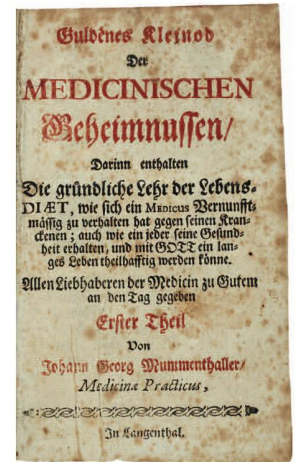 Guldenes Kleinod
Der
MEDICINISCHEN
Geheimnussen/
Darinn enthalten
Die gründliche Lehr der Lebens-
DIÆT, wie sich ein MEDICUS Vernunfft-
mässig zu verhalten hat gegen seinen Kran-
ckenen; auch wie ein jeder seine Gesund-
heit erhalten, und mit GOTT ein lan-
ges Leben theilhafftig werden könne.
Allen Liebhaberen der Medicin zu Gutem
an den Tag gegeben
Erster Theil
Von
Johann Georg Mummenthaller/
Medicinæ Practicus,
In Langenthal.